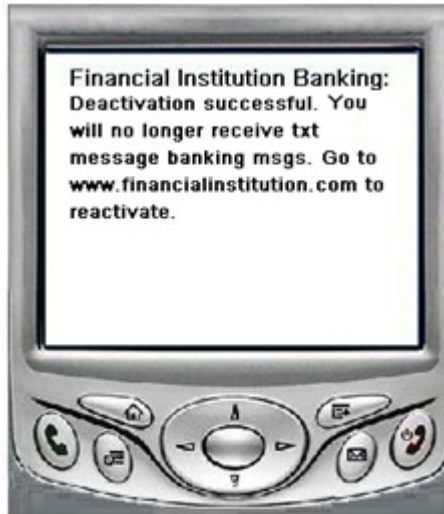 Financial Institution Banking:
Deactivation successful. You
will no longer receive txt
message banking msgs. Go to
www.financialinstitution.com to
reactivate.